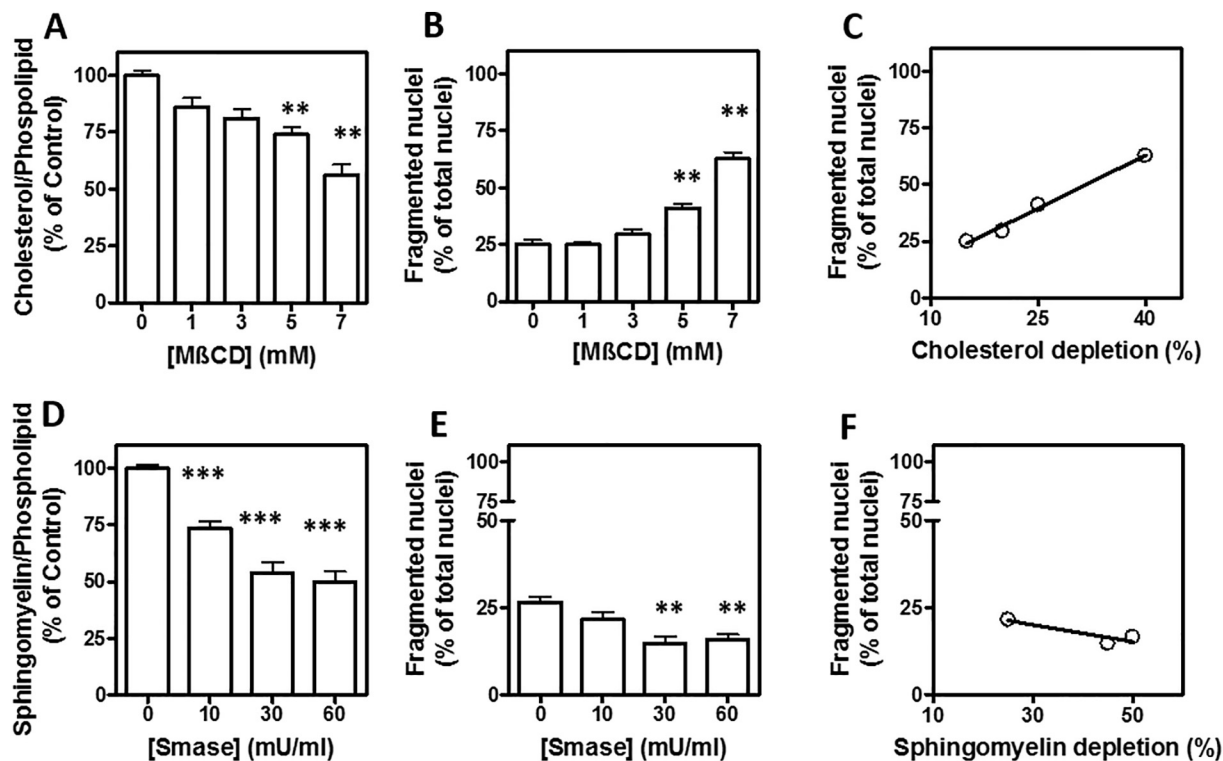 A
Cholesterol/Phospolipid
(% of Control)
100
75
50
25
0
**
**
0 1 3 5 7
[MßCD] (mM)
B
Fragmented nuclei
(% of total nuclei)
100
75
50
25
0
**
**
0 1 3 5 7
[MßCD] (mM)
C
Fragmented nuclei
(% of total nuclei)
100
75
50
25
0
10 25 40
Cholesterol depletion (%)
D
Sphingomyelin/Phospholipid
(% of Control)
100
75
50
25
0
***
***
***
0 10 30 60
[Smase] (mU/ml)
E
Fragmented nuclei
(% of total nuclei)
100
75
50
25
0
**
**
0 10 30 60
[Smase] (mU/ml)
F
Fragmented nuclei
(% of total nuclei)
100
75
50
25
0
10 30 50
Sphingomyelin depletion (%)